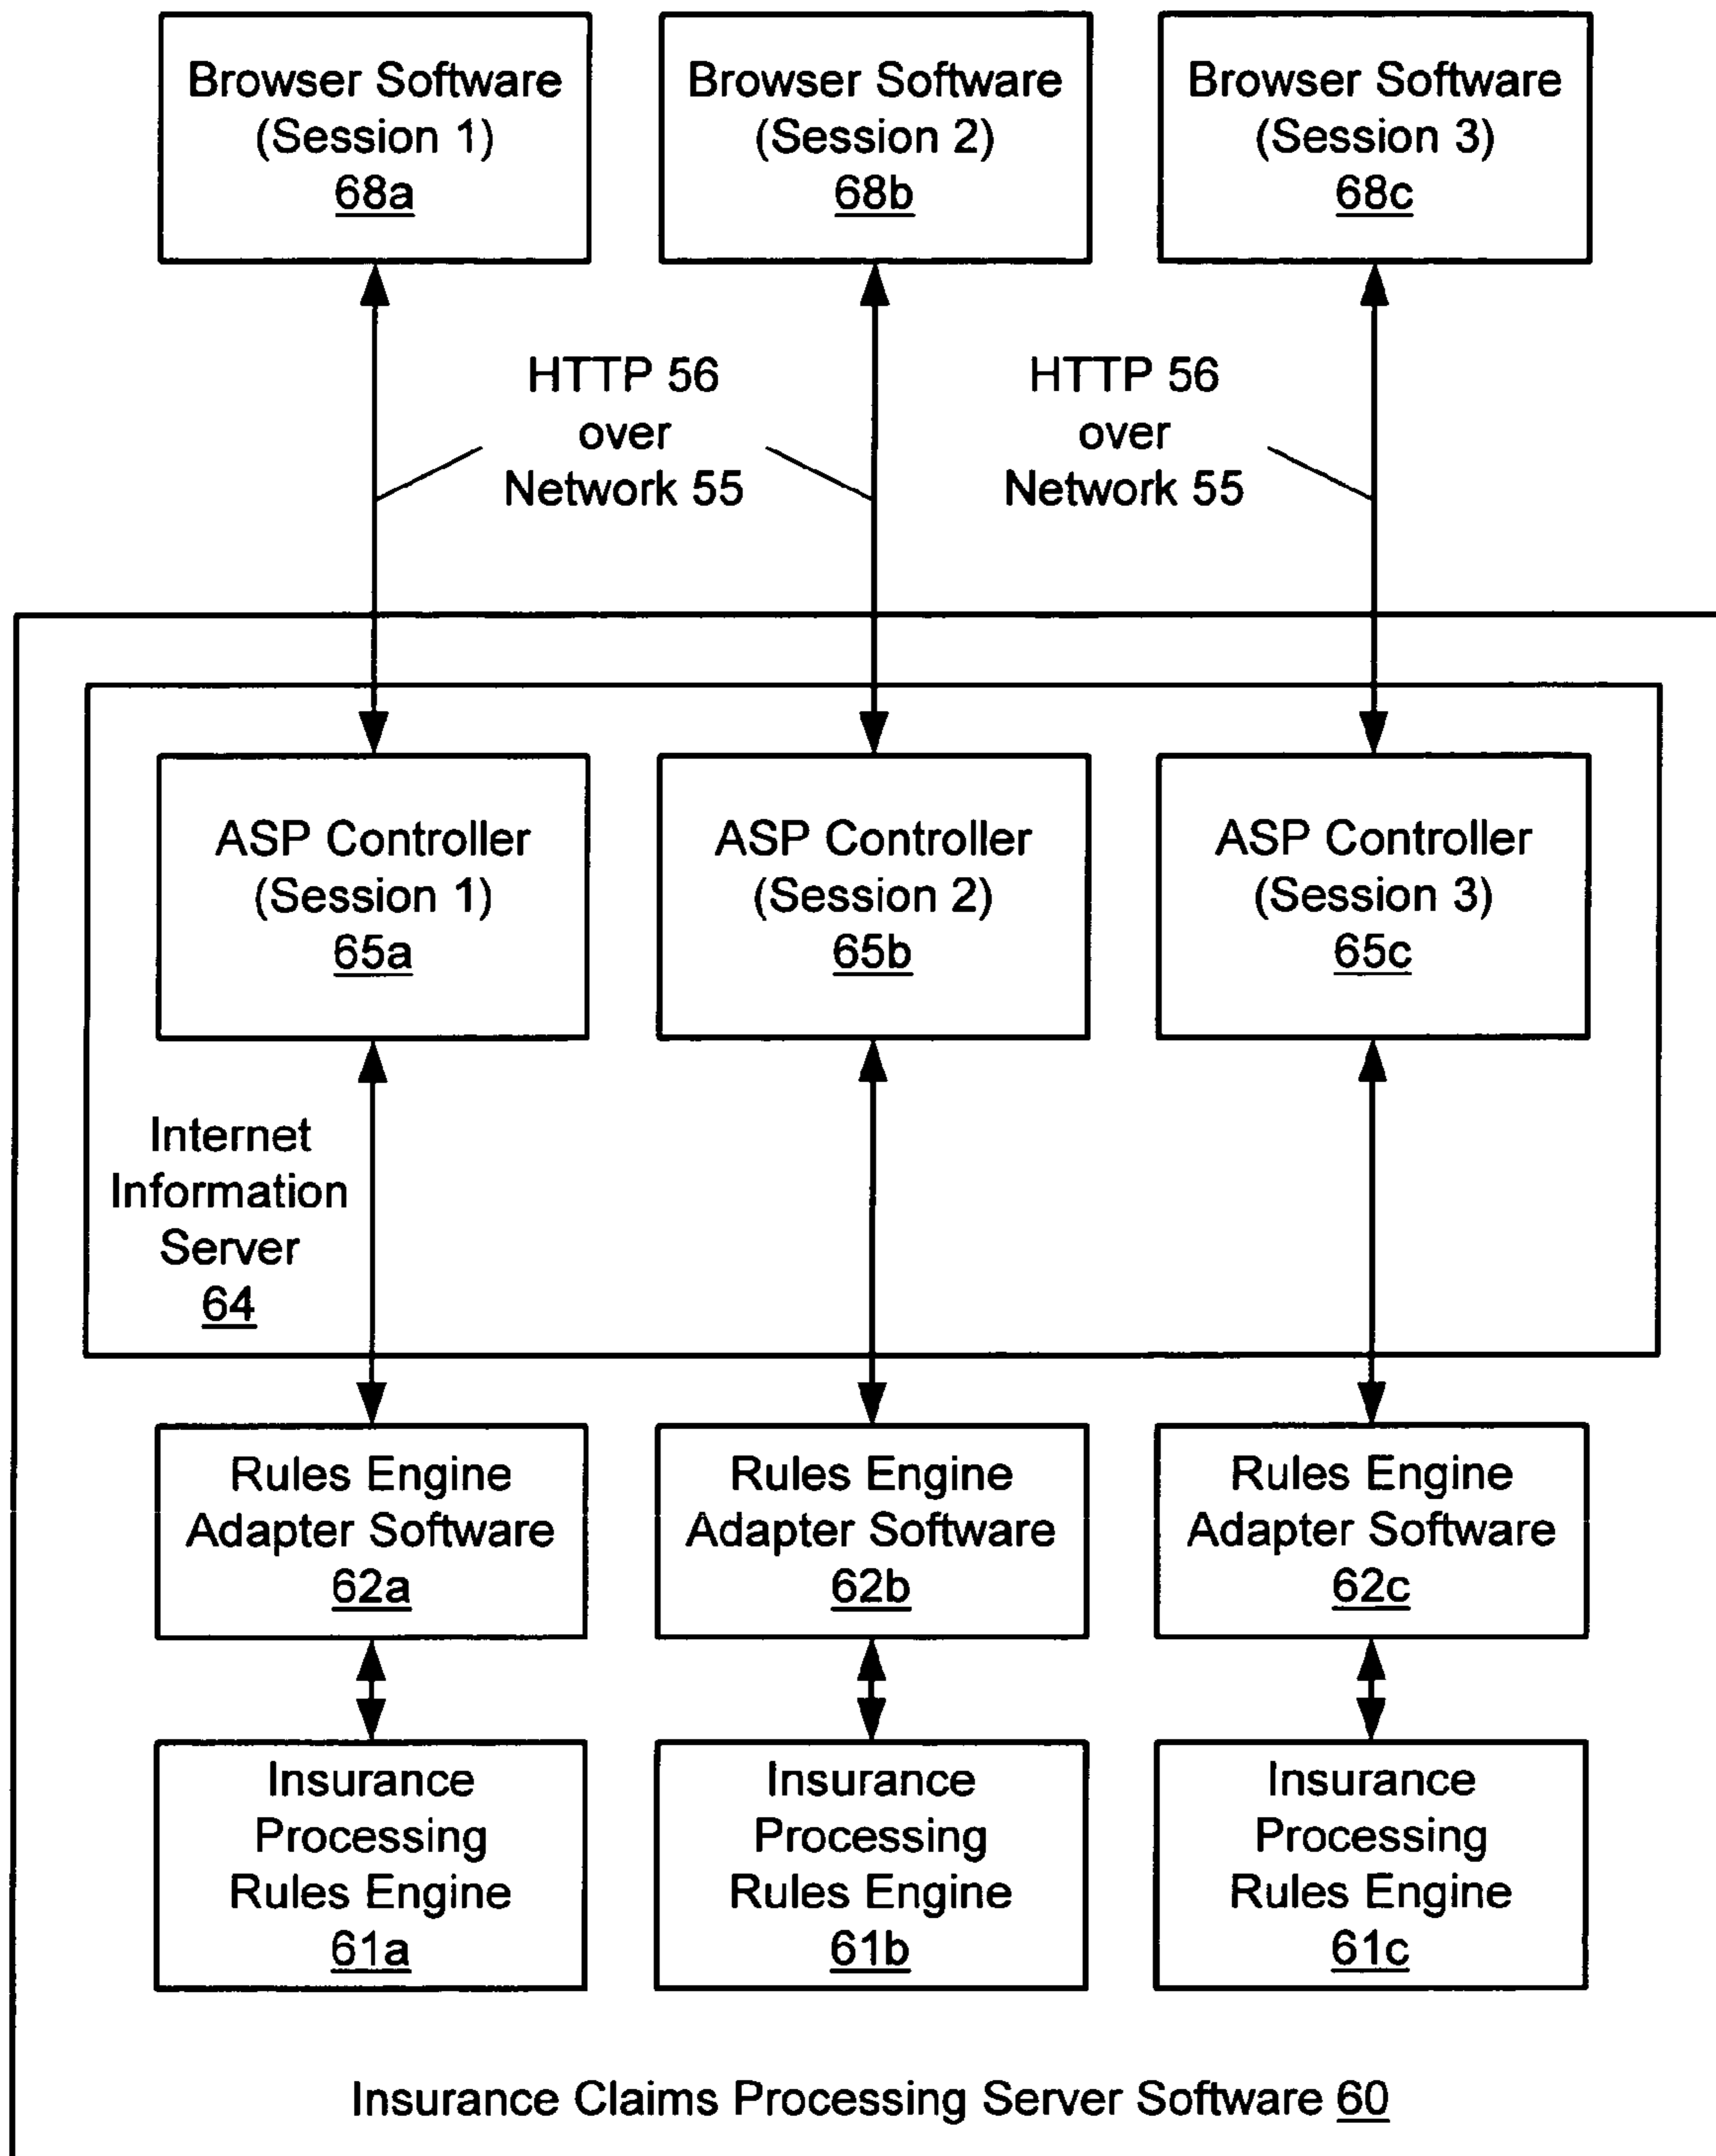 Browser Software
(Session 1)
68a
Browser Software
(Session 2)
68b
Browser Software
(Session 3)
68c
HTTP 56
over
Network 55
HTTP 56
over
Network 55
ASP Controller
(Session 1)
65a
ASP Controller
(Session 2)
65b
ASP Controller
(Session 3)
65c
Internet
Information
Server
64
Rules Engine
Adapter Software
62a
Rules Engine
Adapter Software
62b
Rules Engine
Adapter Software
62c
Insurance
Processing
Rules Engine
61a
Insurance
Processing
Rules Engine
61b
Insurance
Processing
Rules Engine
61c
Insurance Claims Processing Server Software 60